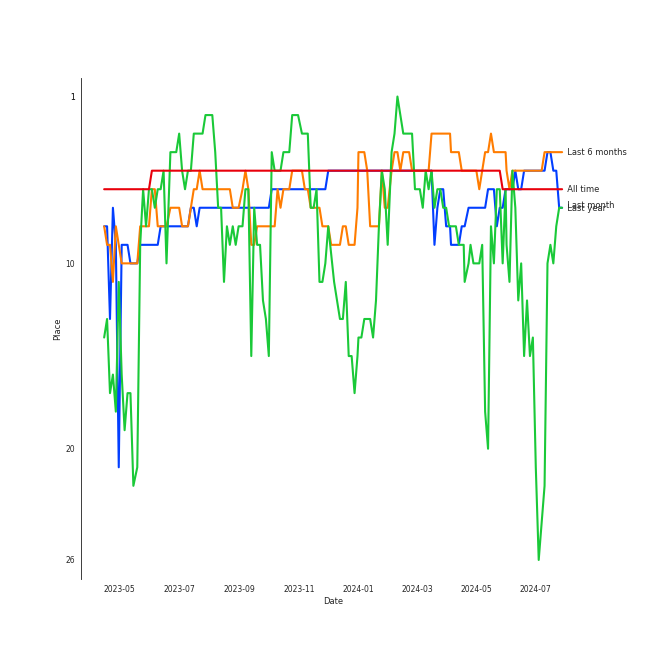 1
Last 6 months
All time
Last month
Last year
10
Place
20
26
2023-05 2023-07 2023-09 2023-11 2024-01 2024-03 2024-05 2024-07
Date